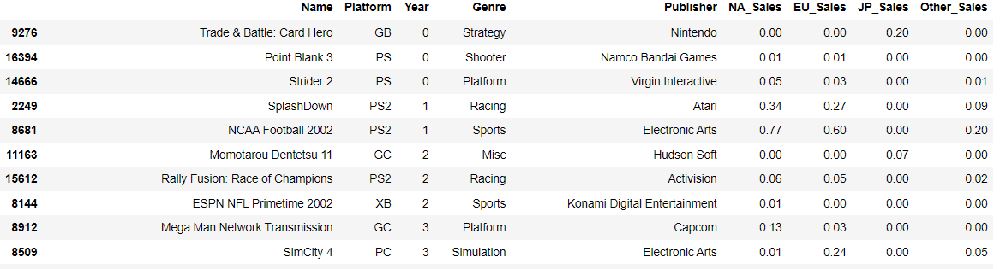 Name Platform Year Genre Publisher NA_Sales EU_Sales JP_Sales Other_Sales
9276 Trade & Battle: Card Hero GB 0 Strategy Nintendo 0.00 0.00 0.20 0.00
16394 Point Blank 3 PS 0 Shooter Namco Bandai Games 0.01 0.01 0.00 0.00
14666 Strider 2 PS 0 Platform Virgin Interactive 0.05 0.03 0.00 0.01
2249 SplashDown PS2 1 Racing Atari 0.34 0.27 0.00 0.09
8681 NCAA Football 2002 PS2 1 Sports Electronic Arts 0.77 0.60 0.00 0.20
11163 Momotarou Dentetsu 11 GC 2 Misc Hudson Soft 0.00 0.00 0.07 0.00
15612 Rally Fusion: Race of Champions PS2 2 Racing Activision 0.06 0.05 0.00 0.02
8144 ESPN NFL Primetime 2002 XB 2 Sports Konami Digital Entertainment 0.01 0.00 0.00 0.00
8912 Mega Man Network Transmission GC 3 Platform Capcom 0.13 0.03 0.00 0.00
8509 SimCity 4 PC 3 Simulation Electronic Arts 0.01 0.24 0.00 0.05